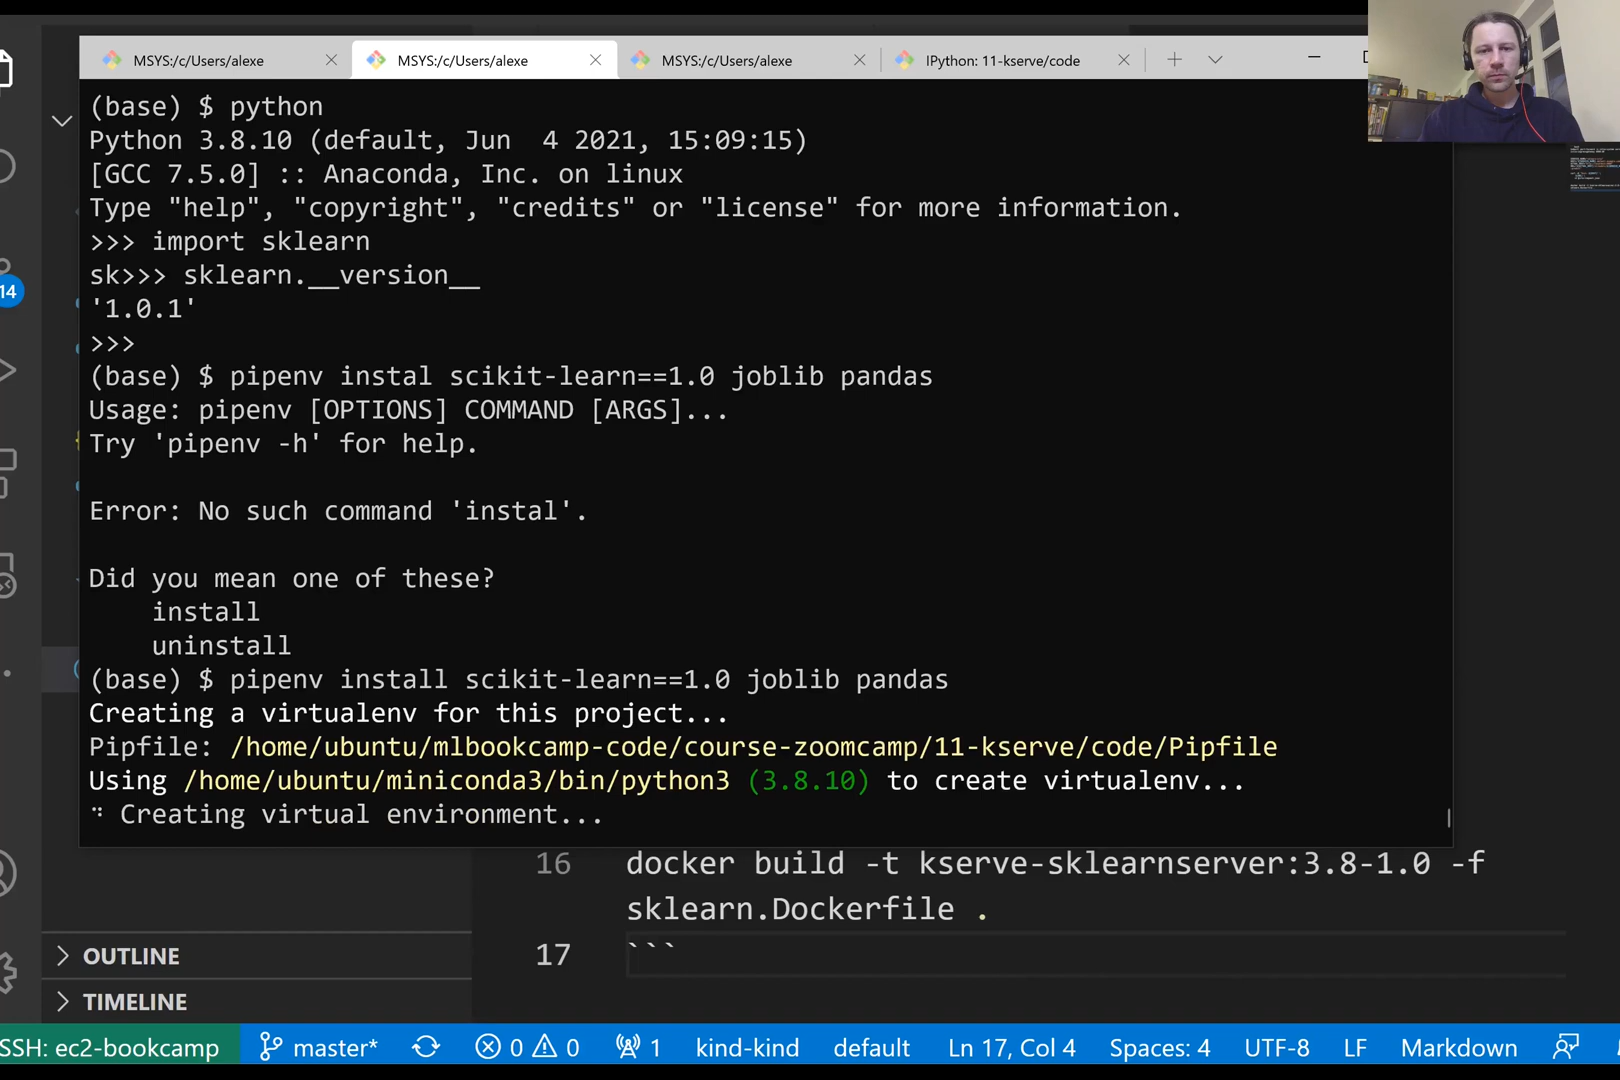 MSYS:/c/Users/alexe
MSYS:/c/Users/alexe
MSYS:/c/Users/alexe
IPython: 11-kserve/code
(base) $ python
Python 3.8.10 (default, Jun  4 2021, 15:09:15)
[GCC 7.5.0] :: Anaconda, Inc. on linux
Type "help", "copyright", "credits" or "license" for more information.
>>> import sklearn
sk>>> sklearn.__version__
'1.0.1'
>>>
(base) $ pipenv instal scikit-learn==1.0 joblib pandas
Usage: pipenv [OPTIONS] COMMAND [ARGS]...
Try 'pipenv -h' for help.
Error: No such command 'instal'.
Did you mean one of these?
install
uninstall
(base) $ pipenv install scikit-learn==1.0 joblib pandas
Creating a virtualenv for this project...
Pipfile: /home/ubuntu/mlbookcamp-code/course-zoomcamp/11-kserve/code/Pipfile
Using /home/ubuntu/miniconda3/bin/python3 (3.8.10) to create virtualenv...
Creating virtual environment...
14
16 docker build -t kserve-sklearnserver:3.8-1.0 -f
sklearn.Dockerfile .
17 ```
OUTLINE
TIMELINE
SSH: ec2-bookcamp master* 0 0 1 kind-kind default Ln 17, Col 4 Spaces: 4 UTF-8 LF Markdown